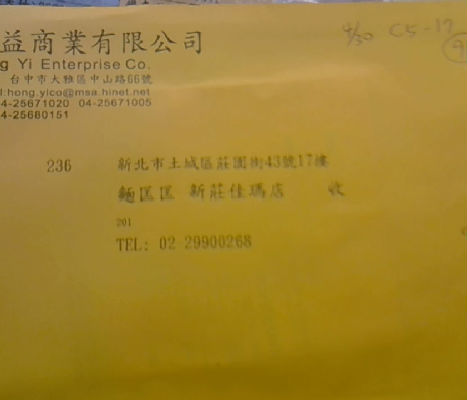 益商業有限公司
g Yi Enterprise Co.
台中市大雅區中山路66號
l:hong.yico@msa.hinet.net
4-25671020 04-25671005
4-25680151
4/30 C5-17
9
236 新北市土城區莊園街43號17樓
麵匡匡 新莊佳瑪店 收
201
TEL: 02-29900268